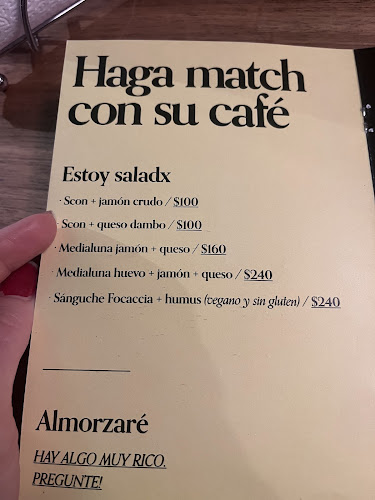 Haga match
con su café
Estoy saladx
· Scon + jamón crudo / $100
· Scon + queso dambo / $100
· Medialuna jamón + queso / $160
· Medialuna huevo + jamón + queso / $240
· Sánguche Focaccia + humus (vegano y sin gluten) / $240
Almorzaré
HAY ALGO MUY RICO.
PREGUNTE!